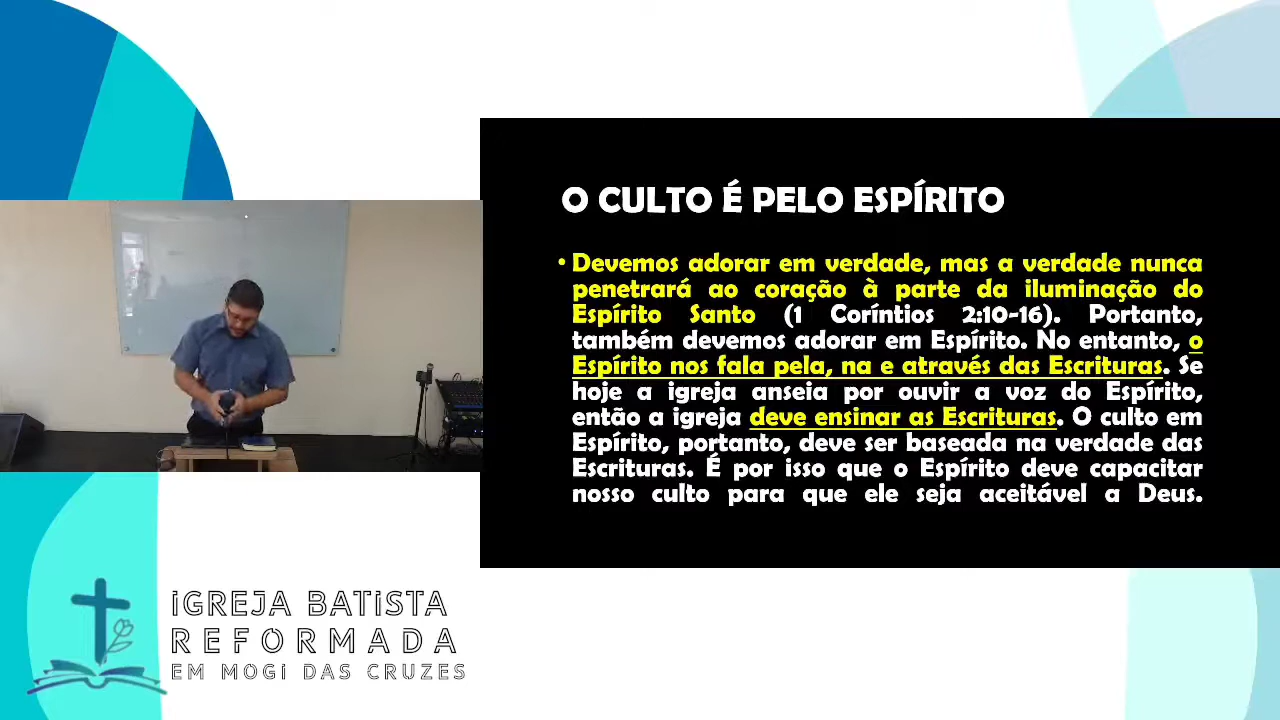 O CULTO É PELO ESPÍRITO
• Devemos adorar em verdade, mas a verdade nunca
penetrará ao coração à parte da iluminação do
Espírito Santo (1 Coríntios 2:10-16). Portanto,
também devemos adorar em Espírito. No entanto, o
Espírito nos fala pela, na e através das Escrituras. Se
hoje a igreja anseia por ouvir a voz do Espírito,
então a igreja deve ensinar as Escrituras. O culto em
Espírito, portanto, deve ser baseada na verdade das
Escrituras. É por isso que o Espírito deve capacitar
nosso culto para que ele seja aceitável a Deus.
iGREJA BATiSTA
REFORMADA
EM MOGi DAS CRUZES